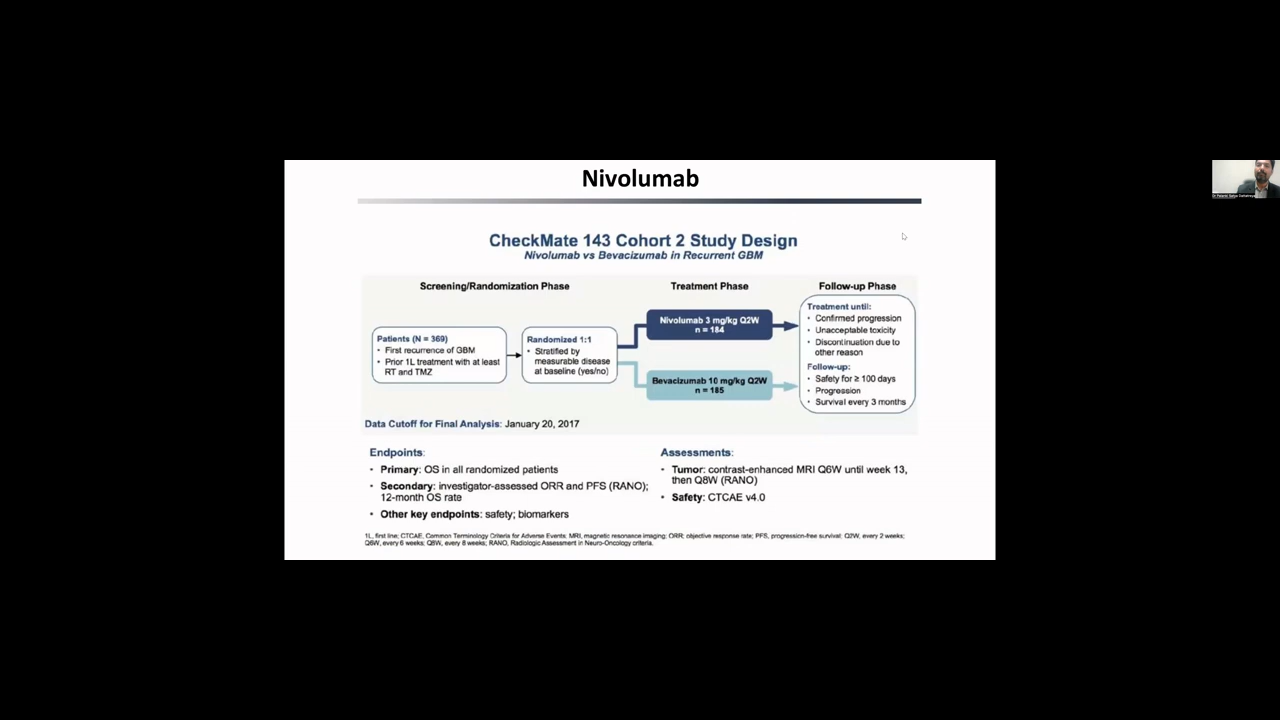 Nivolumab
CheckMate 143 Cohort 2 Study Design
Nivolumab vs Bevacizumab in Recurrent GBM
Screening/Randomization Phase
Treatment Phase
Follow-up Phase
Patients (N = 369)
• First recurrence of GBM
• Prior 1L treatment with at least
RT and TMZ
Randomized 1:1
• Stratified by
measurable disease
at baseline (yes/no)
Nivolumab 3 mg/kg Q2W
n = 184
Bevacizumab 10 mg/kg Q2W
n = 185
Treatment until:
• Confirmed progression
• Unacceptable toxicity
• Discontinuation due to
other reason
Follow-up:
• Safety for ≥ 100 days
• Progression
• Survival every 3 months
Data Cutoff for Final Analysis: January 20, 2017
Endpoints:
• Primary: OS in all randomized patients
• Secondary: investigator-assessed ORR and PFS (RANO);
12-month OS rate
• Other key endpoints: safety; biomarkers
Assessments:
• Tumor: contrast-enhanced MRI Q6W until week 13,
then Q8W (RANO)
• Safety: CTCAE v4.0
1L, first line; CTCAE, Common Terminology Criteria for Adverse Events; MRI, magnetic resonance imaging; ORR; objective response rate; PFS, progression-free survival; Q2W, every 2 weeks;
Q6W, every 6 weeks; Q8W, every 8 weeks; RANO, Radiologic Assessment in Neuro-Oncology criteria.